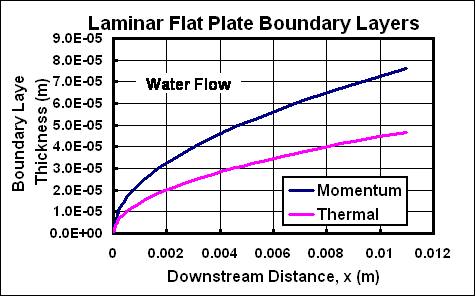 Laminar Flat Plate Boundary Layers
9.0E-05
8.0E-05
7.0E-05
6.0E-05
5.0E-05
4.0E-05
3.0E-05
2.0E-05
1.0E-05
0.0E+00
Boundary Laye
Thickness (m)
Water Flow
Momentum
Thermal
0 0.002 0.004 0.006 0.008 0.01 0.012
Downstream Distance, x (m)